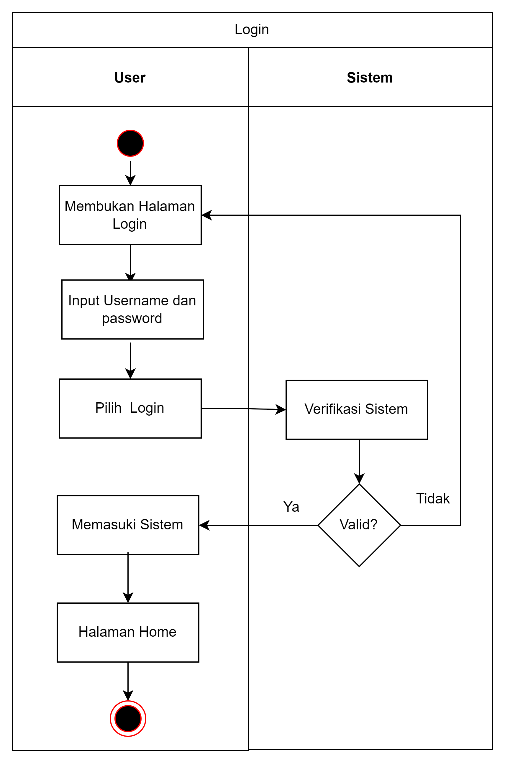 Login
User
Sistem
Membukan Halaman
Login
Input Username dan
password
Pilih Login
Verifikasi Sistem
Ya
Valid?
Tidak
Memasuki Sistem
Halaman Home